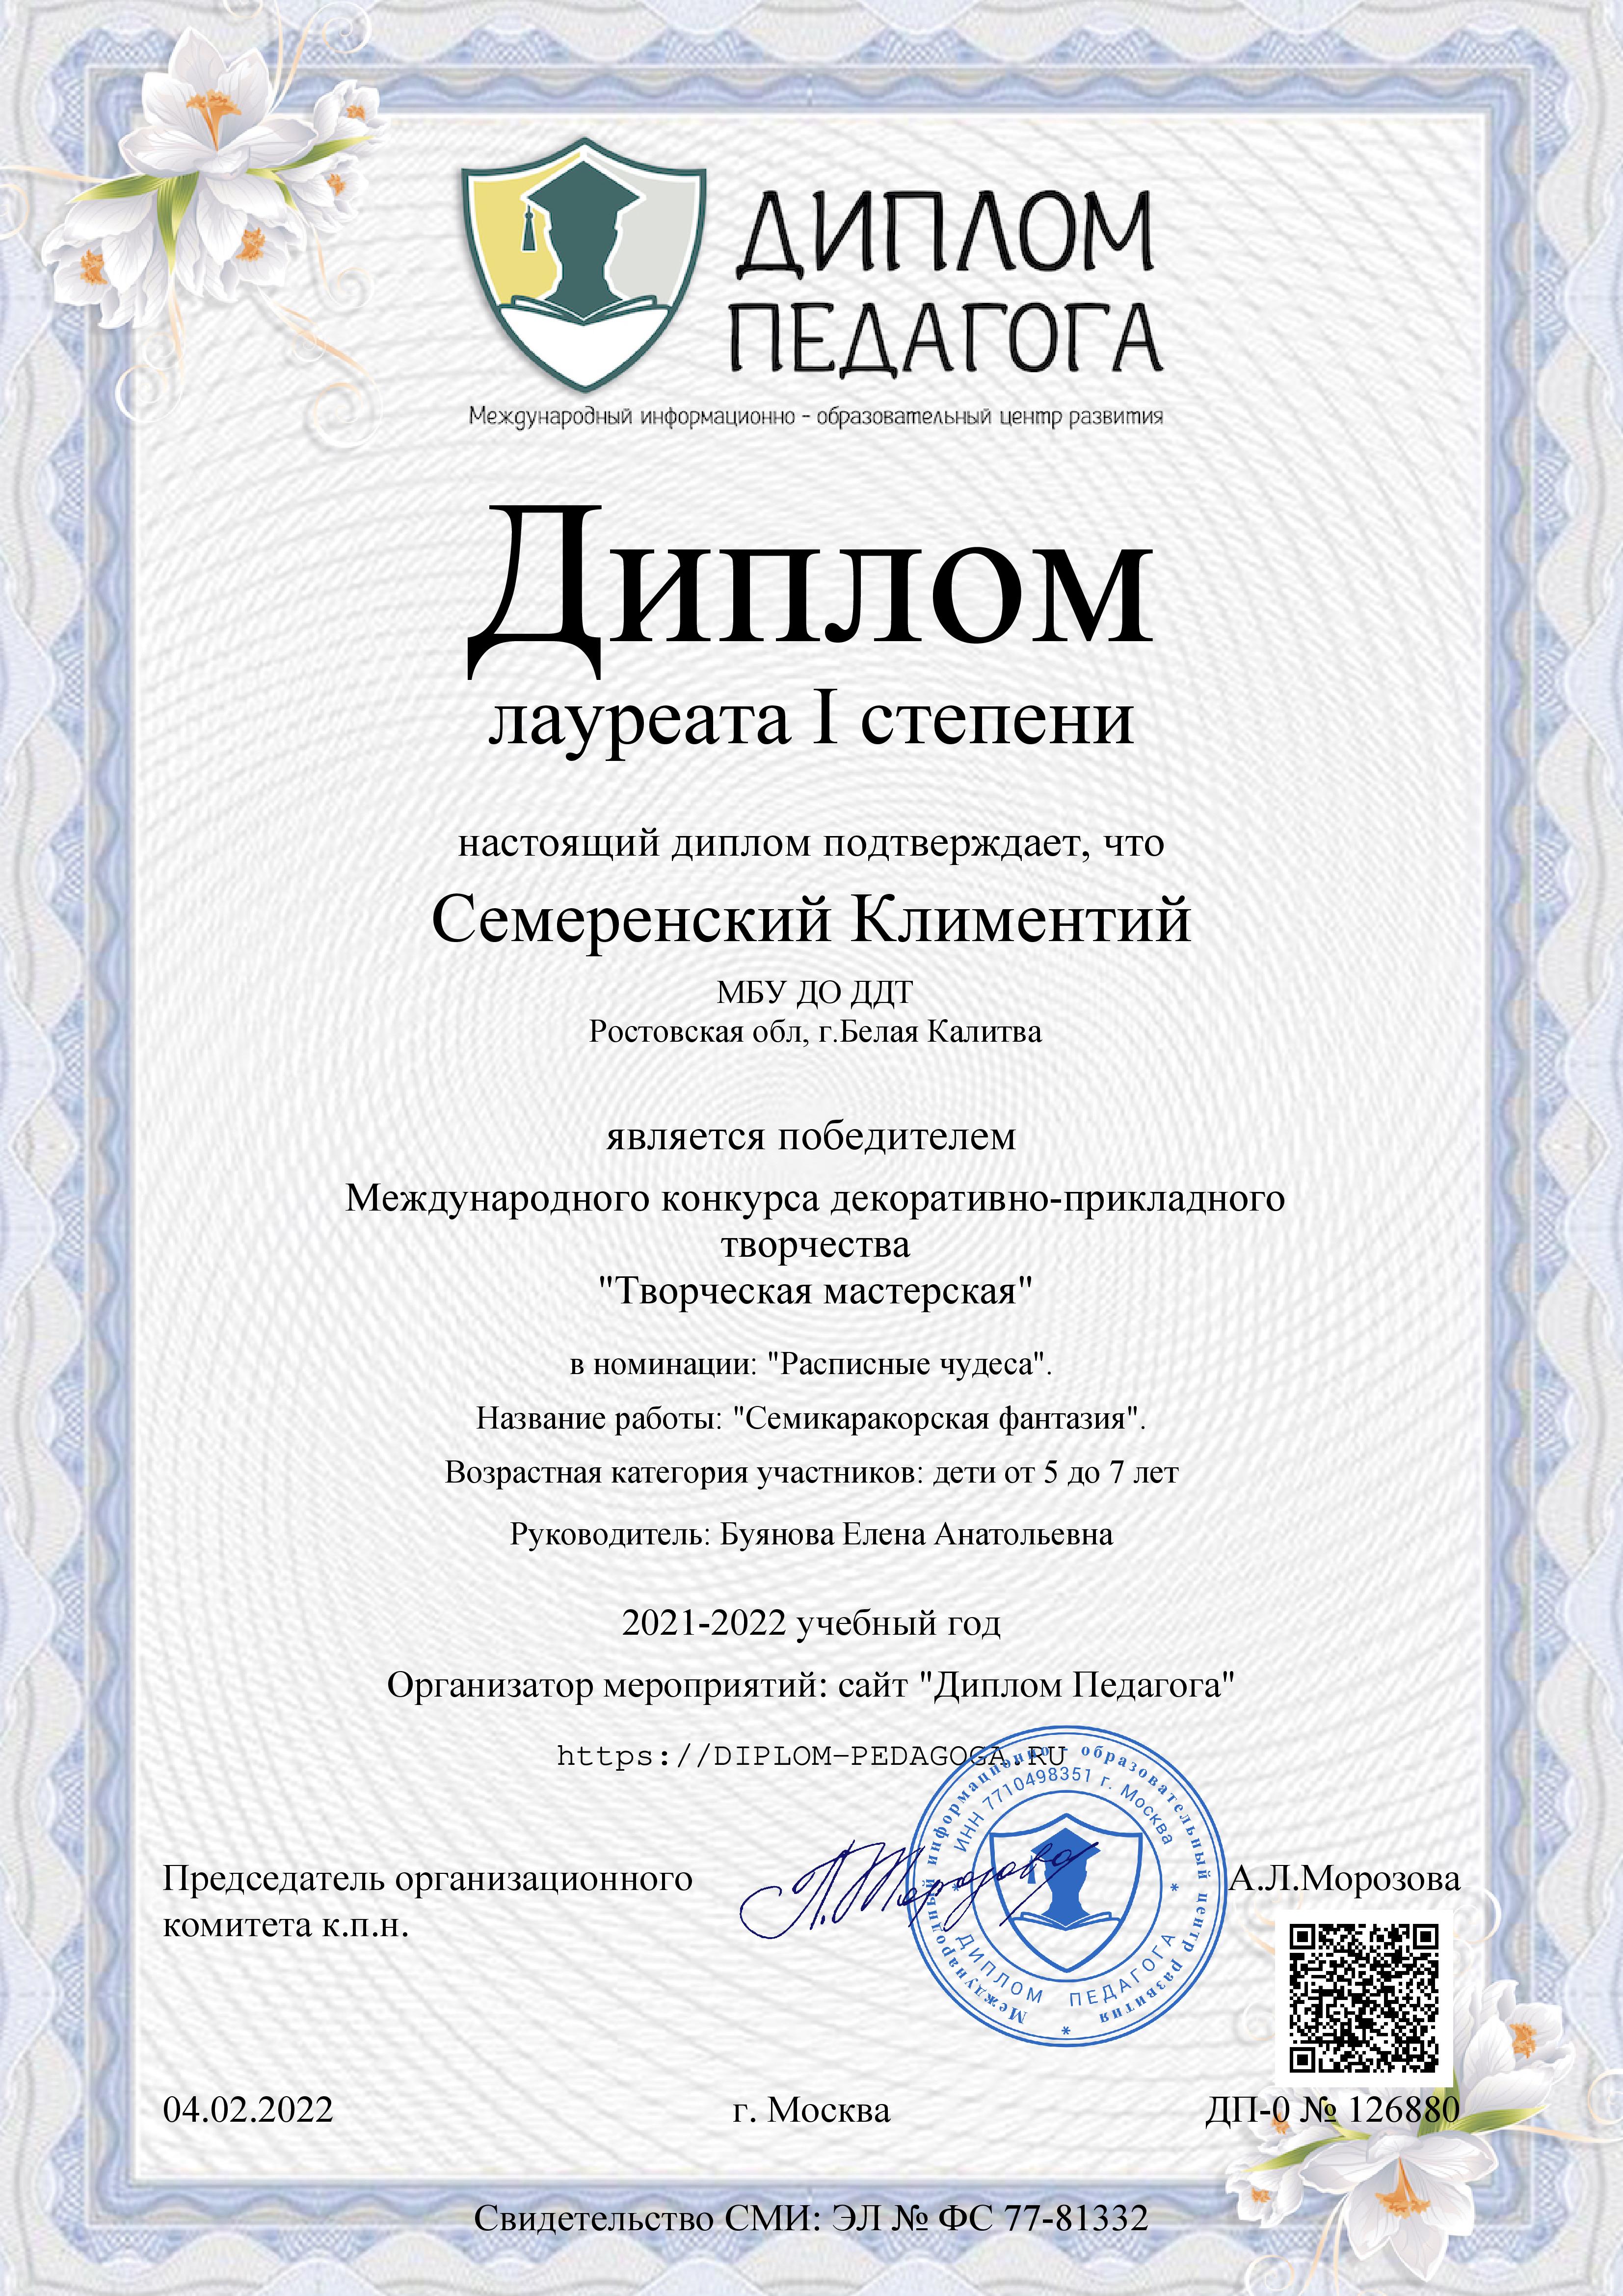 ДИПЛОМ
ПЕДАГОГА
Международный информационно - образовательный центр развития
Диплом
лауреата I степени
настоящий диплом подтверждает, что
Семеренский Климентий
МБУ ДО ДДТ
Ростовская обл, г.Белая Калитва
является победителем
Международного конкурса декоративно-прикладного
творчества
"Творческая мастерская"
в номинации: "Расписные чудеса".
Название работы: "Семикаракорская фантазия".
Возрастная категория участников: дети от 5 до 7 лет
Руководитель: Буянова Елена Анатольевна
2021-2022 учебный год
Организатор мероприятий: сайт "Диплом Педагога"
https://DIPLOM-PEDAGOGA.RU
Международный информационно - образовательный центр развития *
* ИНН 7710498351 г. Москва *
ДИПЛОМ ПЕДАГОГА
Председатель организационного
комитета к.п.н.
А.Л.Морозова
04.02.2022
г. Москва
ДП-0 № 126880
Свидетельство СМИ: ЭЛ № ФС 77-81332